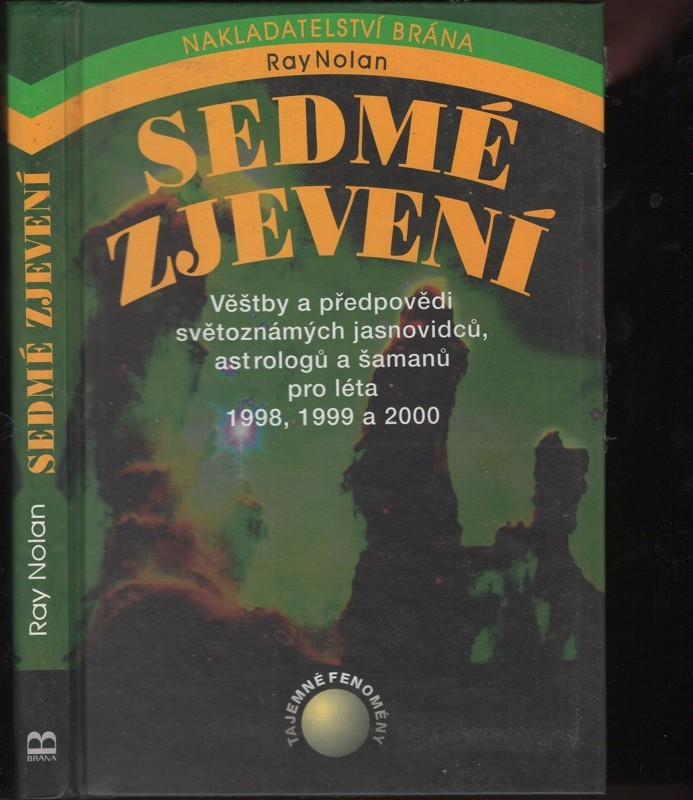 NAKLADATELSTVÍ BRÁNA
Ray Nolan
SEDMÉ
ZJEVENÍ
Věštby a předpovědi
světoznámých jasnovidců,
astrologů a šamanů
pro léta
1998, 1999 a 2000
TAJEMNÉ FENOMÉNY
SEDMÉ ZJEVENÍ
Ray Nolan
B
BRÁNA